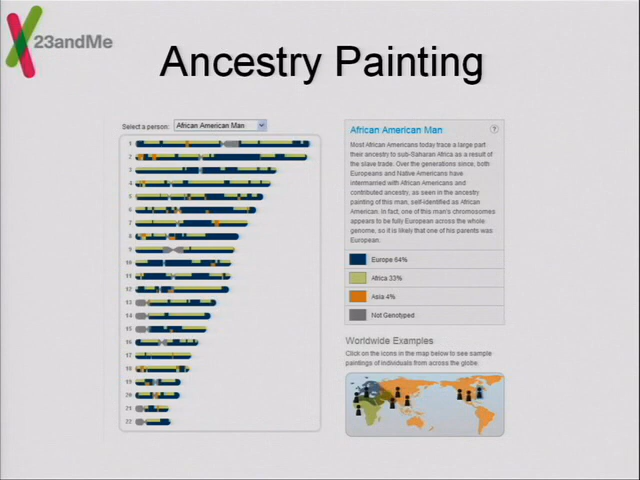 23andMe
Ancestry Painting
Select a person: African American Man
1
2
3
4
5
6
7
8
9
10
11
12
13
14
15
16
17
18
19
20
21
22
African American Man ?
Most African Americans today trace a large part
their ancestry to sub-Saharan Africa as a result of
the slave trade. Over the generations since, both
Europeans and Native Americans have
intermarried with African Americans and
contributed ancestry, as seen in the ancestry
painting of this man, self-identified as African
American. In fact, one of this man's chromosomes
appears to be fully European across the whole
genome, so it is likely that one of his parents was
European.
Europe 64%
Africa 33%
Asia 4%
Not Genotyped
Worldwide Examples
Click on the icons in the map below to see sample
paintings of individuals from across the globe.